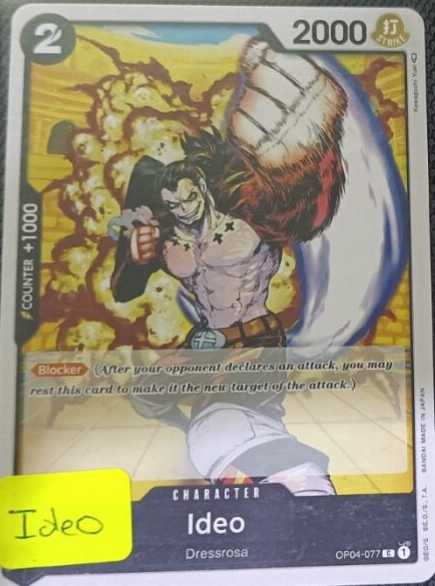 2
2000
打
STRIKE
Kawaguchi Yuki
COUNTER +1000
Blocker (After your opponent declares an attack, you may
rest this card to make it the new target of the attack.)
CHARACTER
Ideo
Dressrosa
OP04-077 C 1
Ideo
©E/S ©E.O./S., T.A. BANDAI MADE IN JAPAN